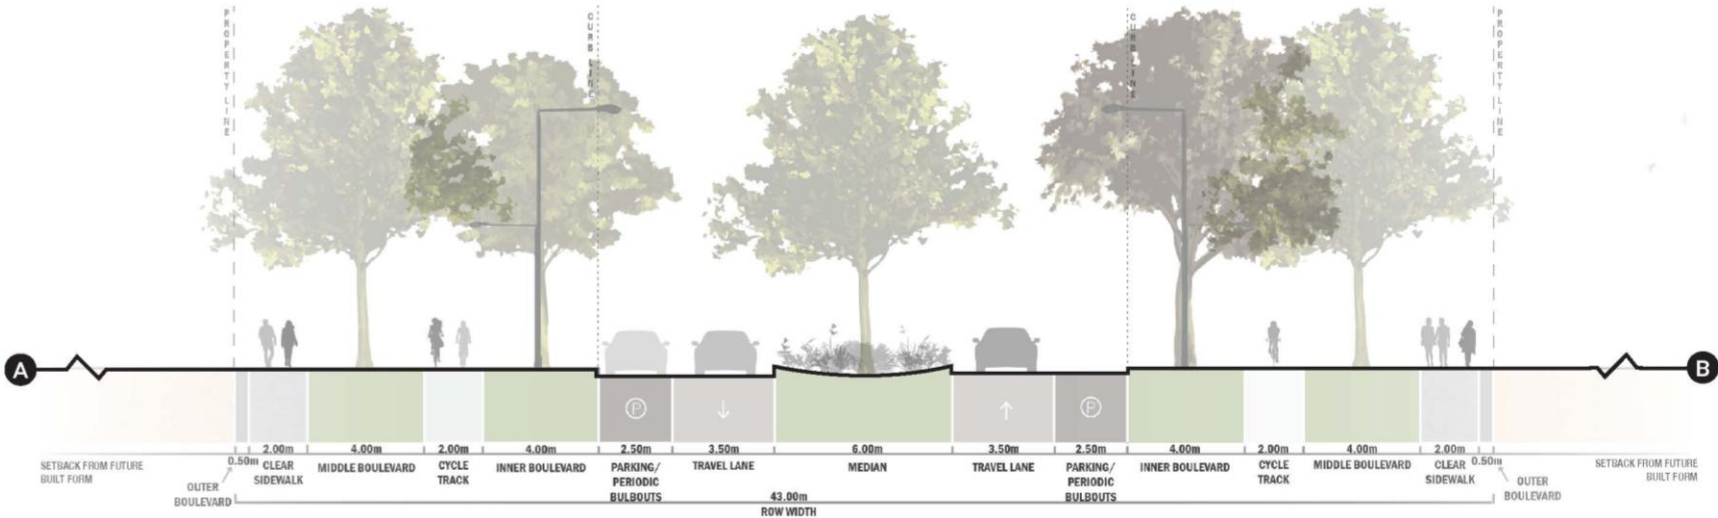 PROPERTY LINE
CURB LINE
CURB LINE
PROPERTY LINE
A
B
P
P
0.50m
2.00m
4.00m
2.00m
4.00m
2.50m
3.50m
6.00m
3.50m
2.50m
4.00m
2.00m
4.00m
2.00m
0.50m
SETBACK FROM FUTURE
BUILT FORM
OUTER
BOULEVARD
CLEAR
SIDEWALK
MIDDLE BOULEVARD
CYCLE
TRACK
INNER BOULEVARD
PARKING/
PERIODIC
BULBOUTS
TRAVEL LANE
MEDIAN
TRAVEL LANE
PARKING/
PERIODIC
BULBOUTS
INNER BOULEVARD
CYCLE
TRACK
MIDDLE BOULEVARD
CLEAR
SIDEWALK
OUTER
BOULEVARD
SETBACK FROM FUTURE
BUILT FORM
43.00m
ROW WIDTH